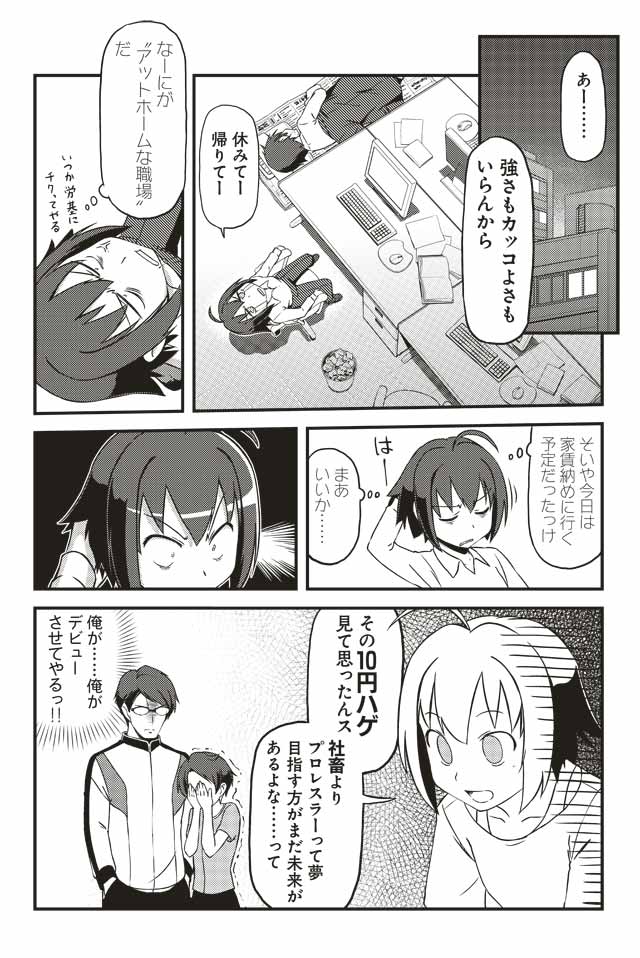 あー……
強さもカッコよさも
いらんから
休みてー
帰りてー
なーにが
〝アットホームな職場〟
だ
いつか労基に
チクってやる
そいや今日は
家賃納めに行く
予定だったっけ
はー
まあ
いいか……
その10円ハゲ
見て思ったんス
社畜より
プロレスラーって夢
目指す方がまだ未来が
あるよな……って
俺が……俺が
デビュー
させてやるっ!!